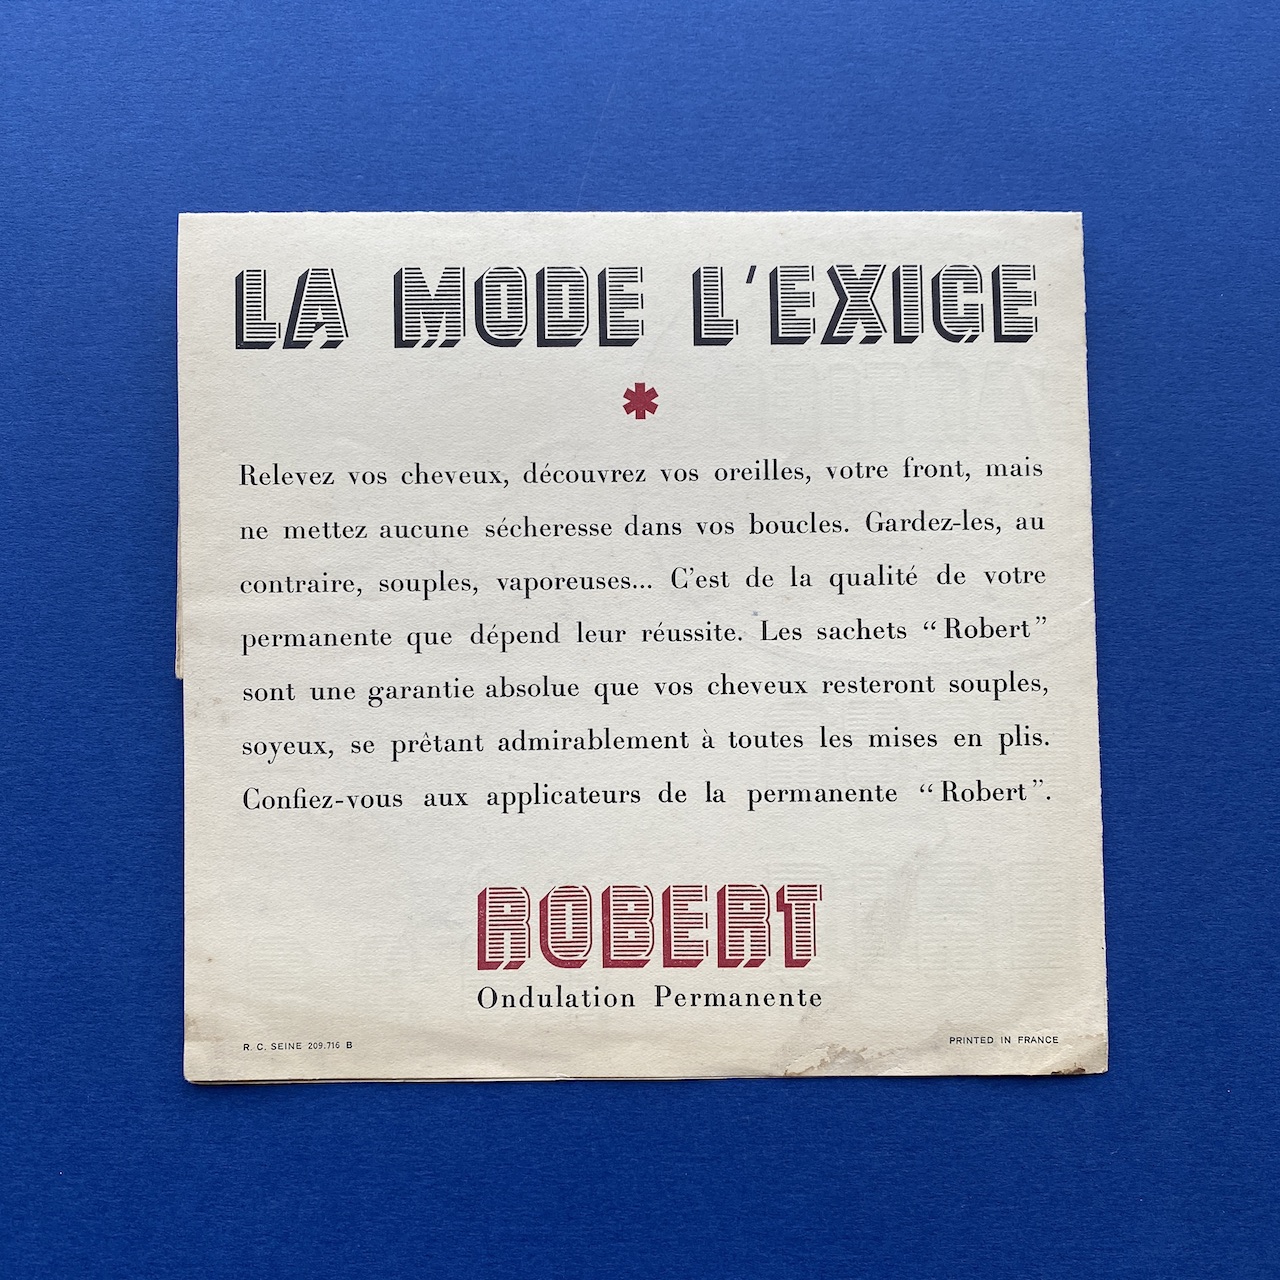 LA MODE L'EXIGE
*
Relevez vos cheveux, découvrez vos oreilles, votre front, mais
ne mettez aucune sécheresse dans vos boucles. Gardez-les, au
contraire, souples, vaporeuses... C'est de la qualité de votre
permanente que dépend leur réussite. Les sachets “Robert”
sont une garantie absolue que vos cheveux resteront souples,
soyeux, se prêtant admirablement à toutes les mises en plis.
Confiez-vous aux applicateurs de la permanente “Robert”.
ROBERT
Ondulation Permanente
R. C. SEINE 209.716 B
PRINTED IN FRANCE